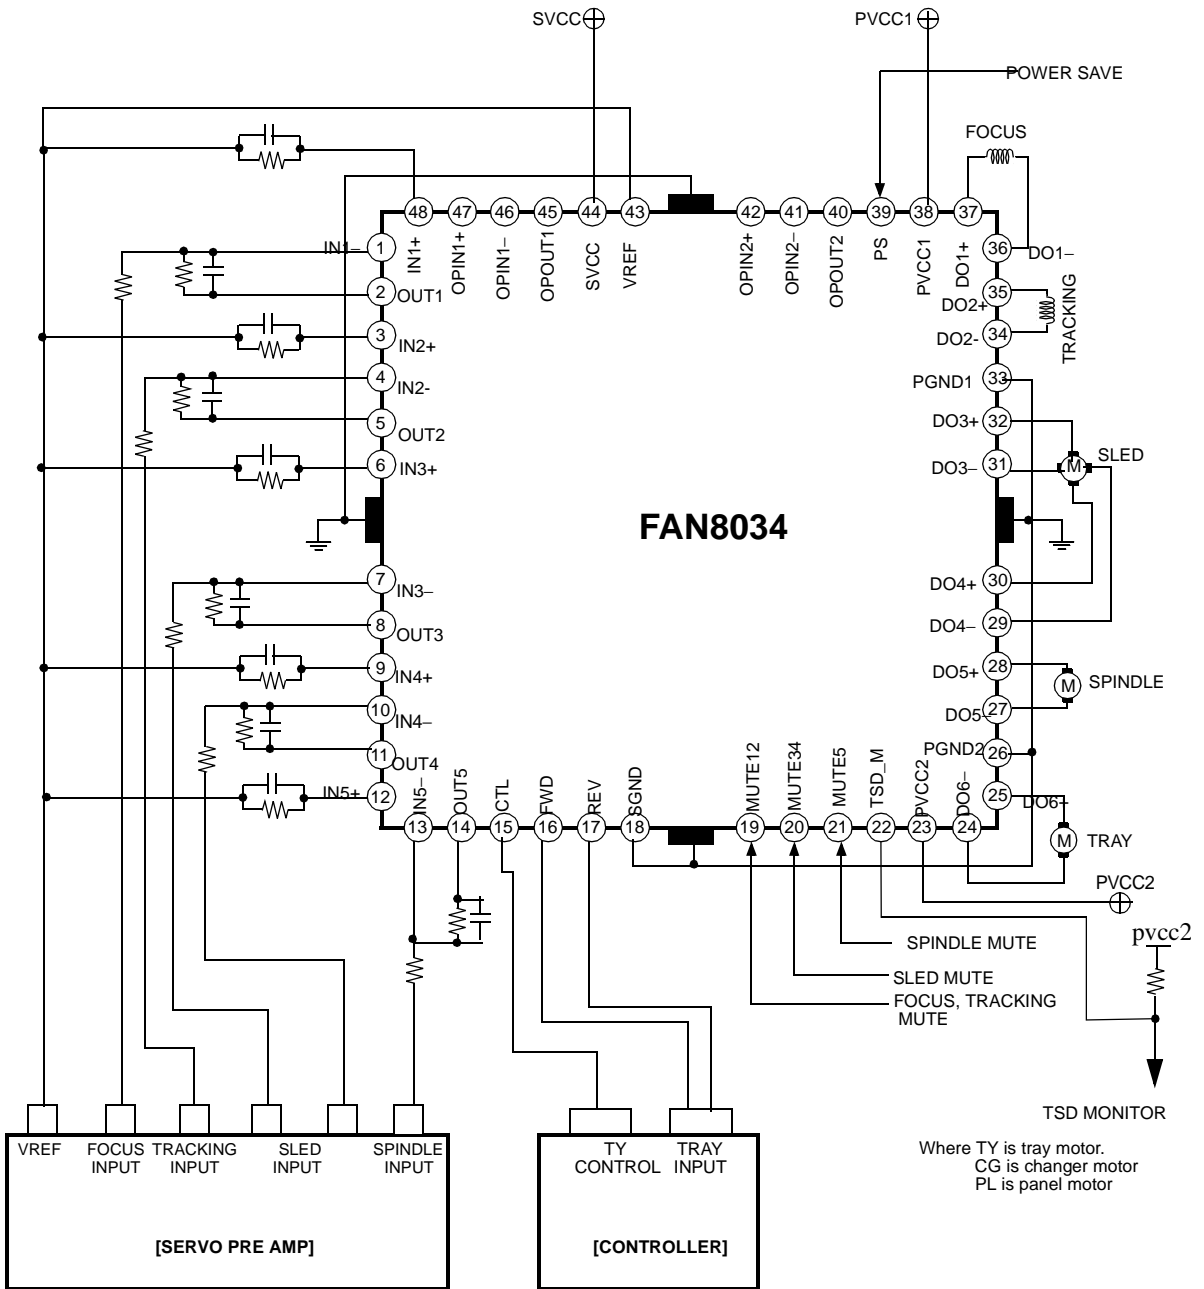 SVCC
PVCC1
POWER SAVE
FOCUS
48 47 46 45 44 43 42 41 40 39 38 37
IN1+
OPIN1+
OPIN1–
OPOUT1
SVCC
VREF
OPIN2+
OPIN2–
OPOUT2
PS
PVCC1
DO1+
IN1– 1
2 OUT1
3 IN2+
4 IN2-
5 OUT2
6 IN3+
7 IN3–
8 OUT3
9 IN4+
10 IN4–
11 OUT4
IN5+ 12
FAN8034
36 DO1–
DO2+ 35
TRACKING
DO2- 34
PGND1 33
DO3+ 32
DO3– 31
M SLED
DO4+ 30
DO4– 29
DO5+ 28
M SPINDLE
DO5– 27
PGND2 26
25 DO6+
M TRAY
IN5–
OUT5
CTL
FWD
REV
SGND
MUTE12
MUTE34
MUTE5
TSD_M
PVCC2
DO6–
13 14 15 16 17 18 19 20 21 22 23 24
PVCC2
pvcc2
SPINDLE MUTE
SLED MUTE
FOCUS, TRACKING
MUTE
TSD MONITOR
VREF
FOCUS
INPUT
TRACKING
INPUT
SLED
INPUT
SPINDLE
INPUT
[SERVO PRE AMP]
TY
CONTROL
TRAY
INPUT
[CONTROLLER]
Where TY is tray motor.
CG is changer motor
PL is panel motor